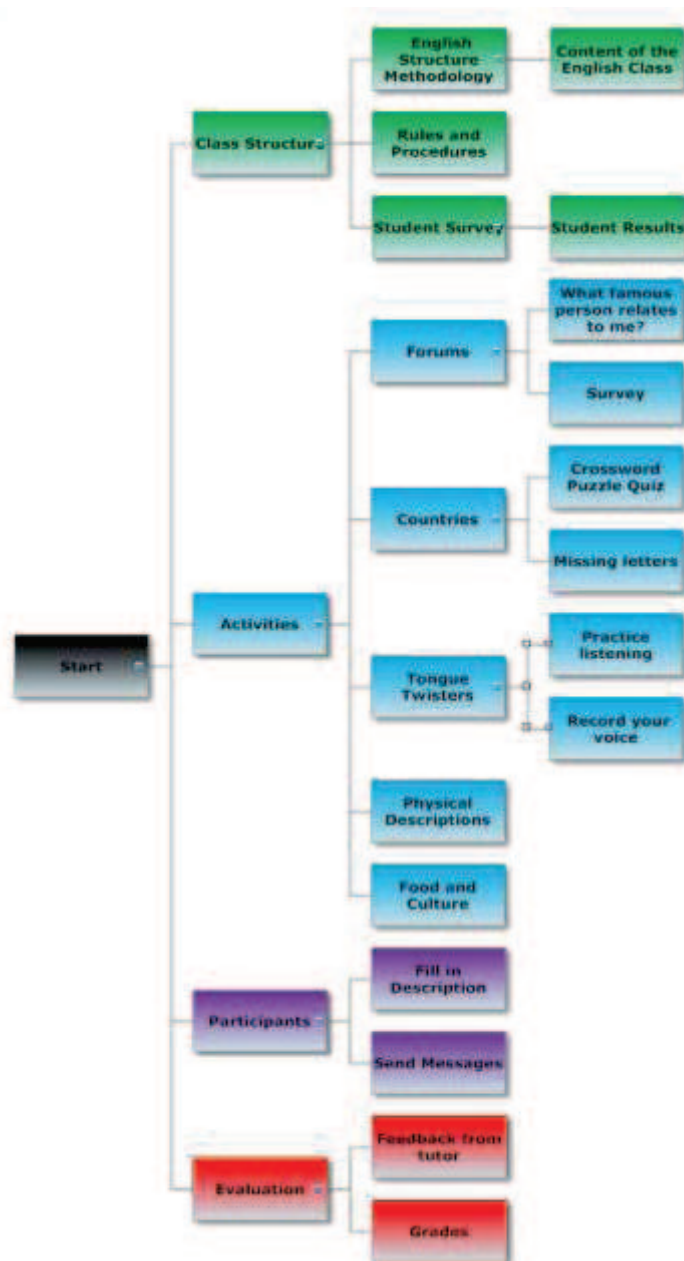 English
Structure
Methodology
Content of the
English Class
Class Structure
Rules and
Procedures
Student Survey
Student Results
What famous
person relates
to me?
Forums
Survey
Crossword
Puzzle Quiz
Countries
Missing letters
Activities
Practice
listening
Start
Tongue
Twisters
Record your
voice
Physical
Descriptions
Food and
Culture
Fill in
Description
Participants
Send Messages
Feedback from
tutor
Evaluation
Grades